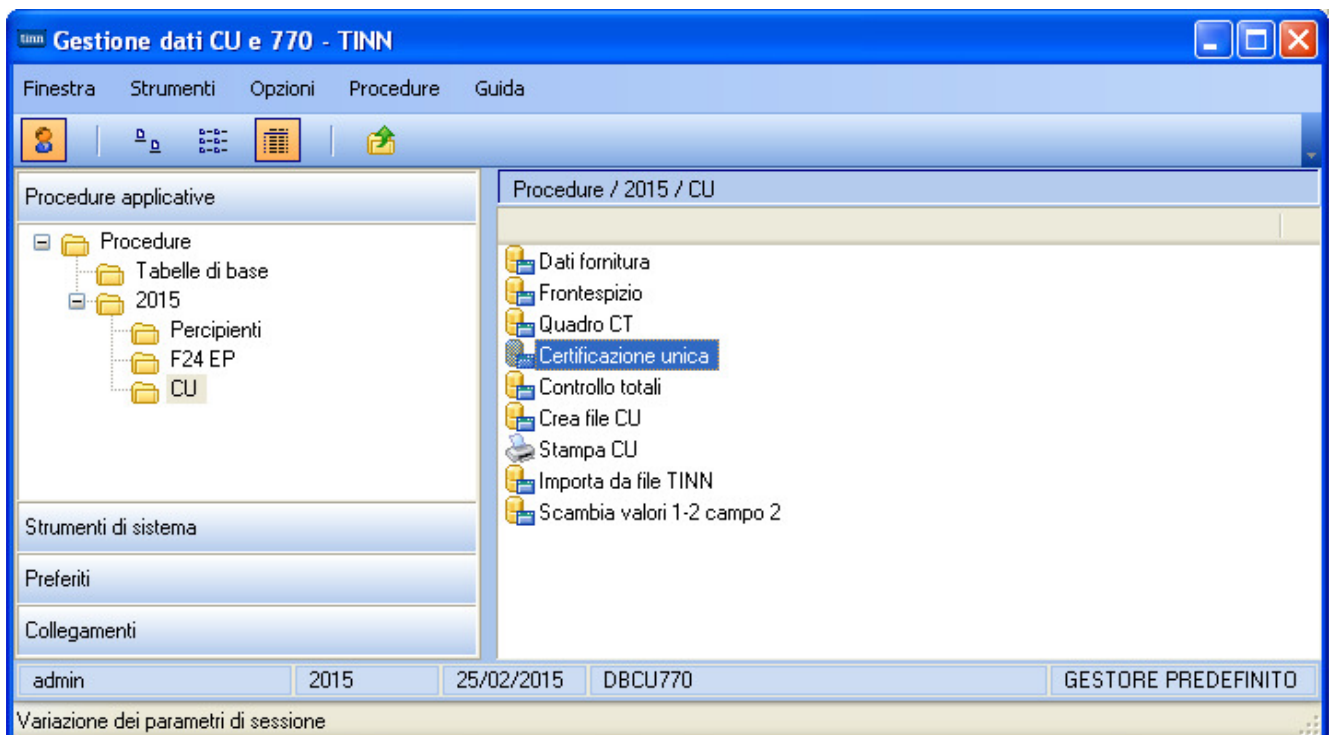 tinn Gestione dati CU e 770 - TINN
Finestra Strumenti Opzioni Procedure Guida
Procedure applicative
Procedure
Tabelle di base
2015
Percipienti
F24 EP
CU
Strumenti di sistema
Preferiti
Collegamenti
Procedure / 2015 / CU
Dati fornitura
Frontespizio
Quadro CT
Certificazione unica
Controllo totali
Crea file CU
Stampa CU
Importa da file TINN
Scambia valori 1-2 campo 2
admin 2015 25/02/2015 DBCU770 GESTORE PREDEFINITO
Variazione dei parametri di sessione